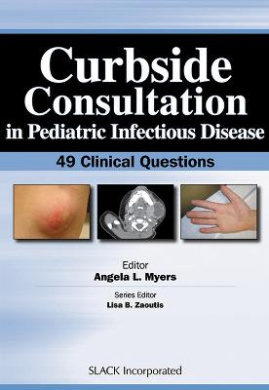 Curbside
Consultation
in Pediatric Infectious Disease
49 Clinical Questions
Editor
Angela L. Myers
Series Editor
Lisa B. Zaoutis
SLACK Incorporated